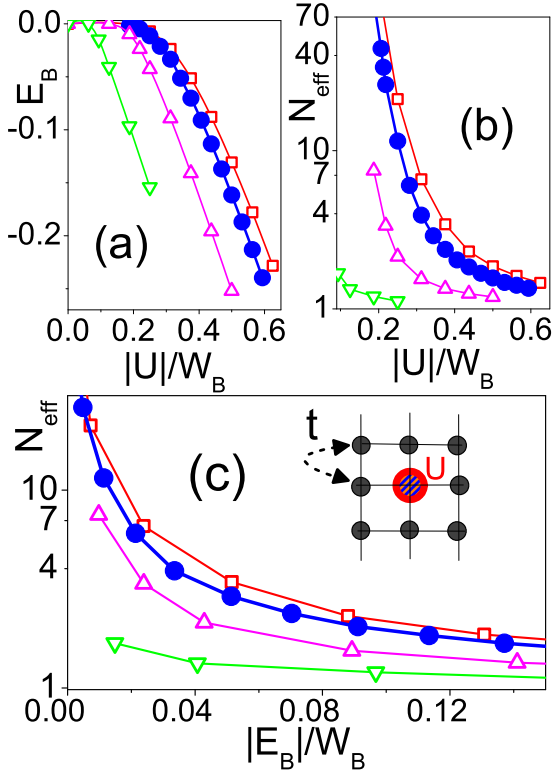 0.0
-0.1
-0.2
E_B
(a)
0.0 0.2 0.4 0.6
|U|/W_B
70
40
10
7
4
1
N_eff
(b)
0.2 0.4 0.6
|U|/W_B
N_eff
10
7
4
1
(c)
t
U
0.00 0.04 0.08 0.12
|E_B|/W_B